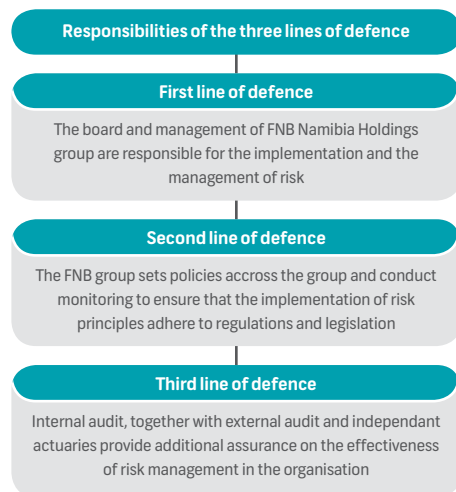 Responsibilities of the three lines of defence
First line of defence
The board and management of FNB Namibia Holdings
group are responsible for the implementation and the
management of risk
Second line of defence
The FNB group sets policies accross the group and conduct
monitoring to ensure that the implementation of risk
principles adhere to regulations and legislation
Third line of defence
Internal audit, together with external audit and independant
actuaries provide additional assurance on the effectiveness
of risk management in the organisation